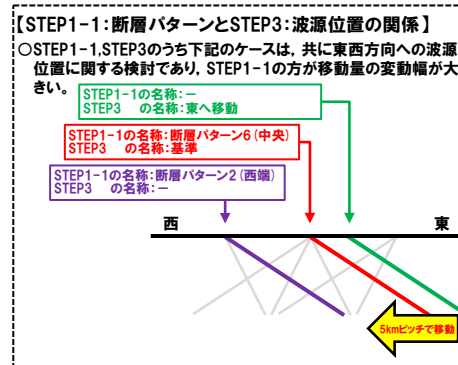 【STEP1-1:断層パターンとSTEP3:波源位置の関係】
○STEP1-1,STEP3のうち下記のケースは，共に東西方向への波源
位置に関する検討であり，STEP1-1の方が移動量の変動幅が大
きい。
STEP1-1の名称:－
STEP3　の名称:東へ移動
STEP1-1の名称:断層パターン6(中央)
STEP3　の名称:基準
STEP1-1の名称:断層パターン2(西端)
STEP3　の名称:－
西
東
5kmピッチで移動